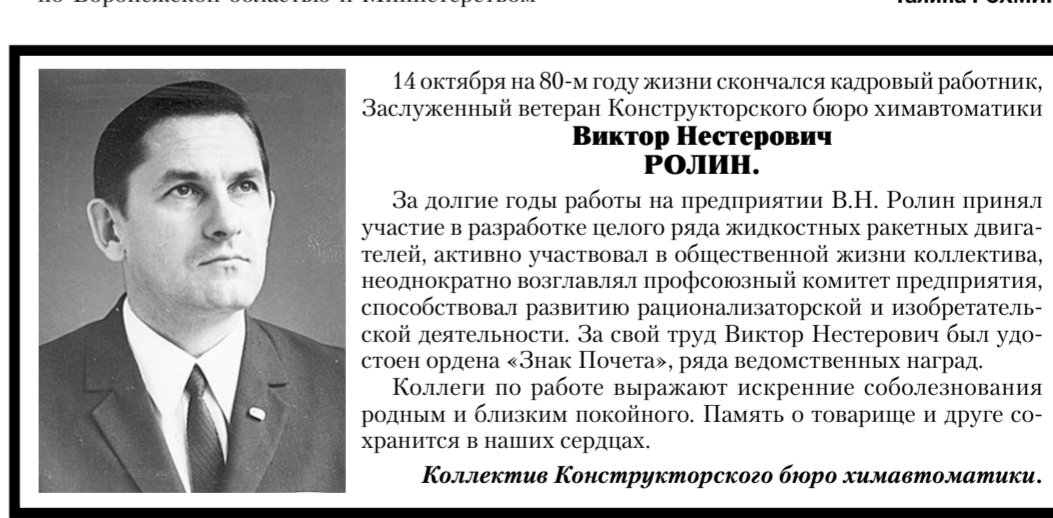 по Воронежской областью и Министерством
14 октября на 80-м году жизни скончался кадровый работник,
Заслуженный ветеран Конструкторского бюро химавтоматики
Виктор Нестерович
РОЛИН.
За долгие годы работы на предприятии В.Н. Ролин принял
участие в разработке целого ряда жидкостных ракетных двига-
телей, активно участвовал в общественной жизни коллектива,
неоднократно возглавлял профсоюзный комитет предприятия,
способствовал развитию рационализаторской и изобретатель-
ской деятельности. За свой труд Виктор Нестерович был удо-
стоен ордена «Знак Почета», ряда ведомственных наград.
Коллеги по работе выражают искренние соболезнования
родным и близким покойного. Память о товарище и друге со-
хранится в наших сердцах.
Коллектив Конструкторского бюро химавтоматики.